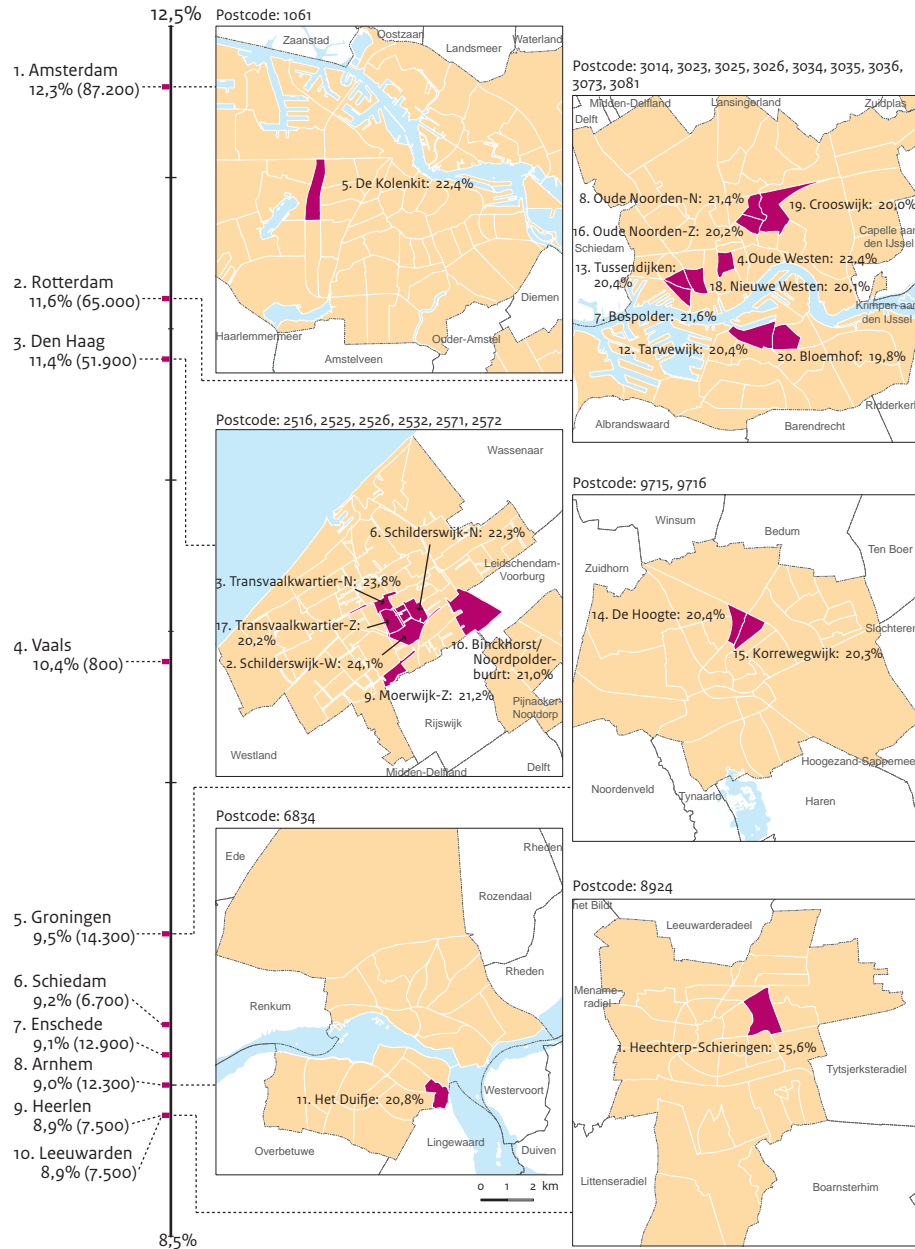 12,5%
1. Amsterdam
12,3% (87.200)
2. Rotterdam
11,6% (65.000)
3. Den Haag
11,4% (51.900)
4. Vaals
10,4% (800)
5. Groningen
9,5% (14.300)
6. Schiedam
9,2% (6.700)
7. Enschede
9,1% (12.900)
8. Arnhem
9,0% (12.300)
9. Heerlen
8,9% (7.500)
10. Leeuwarden
8,9% (7.500)
8,5%
Postcode: 1061
Zaanstad
Oostzaan
Landsmeer
Waterland
5. De Kolenkit: 22,4%
Diemen
Haarlemmermeer
Ouder-Amstel
Amstelveen
Postcode: 3014, 3023, 3025, 3026, 3034, 3035, 3036,
3073, 3081
Midden-Delfland
Lansingerland
Zuidplas
Delft
8. Oude Noorden-N: 21,4%
19. Crooswijk: 20,0%
16. Oude Noorden-Z: 20,2%
Capelle aan
den IJssel
Schiedam
4.Oude Westen: 22,4%
13. Tussendijken:
20,4%
18. Nieuwe Westen: 20,1%
Krimpen aan
den IJssel
7. Bospolder: 21,6%
12. Tarwewijk: 20,4%
20. Bloemhof: 19,8%
Ridderkerk
Albrandswaard
Barendrecht
Postcode: 2516, 2525, 2526, 2532, 2571, 2572
Wassenaar
6. Schilderswijk-N: 22,3%
Leidschendam-
Voorburg
3. Transvaalkwartier-N: 23,8%
17. Transvaalkwartier-Z:
20,2%
2. Schilderswijk-W: 24,1%
10. Binckhorst/
Noordpolder-
buurt: 21,0%
9. Moerwijk-Z: 21,2%
Pijnacker-
Nootdorp
Rijswijk
Westland
Midden-Delfland
Delft
Postcode: 9715, 9716
Winsum
Bedum
Ten Boer
Zuidhorn
14. De Hoogte: 20,4%
Slochteren
15. Korrewegwijk: 20,3%
Hoogezand-Sappemeer
Noordenveld
Tynaarlo
Haren
Postcode: 6834
Ede
Rheden
Rozendaal
Rheden
Renkum
Westervoort
11. Het Duifje: 20,8%
Overbetuwe
Lingewaard
Duiven
0 1 2 km
Postcode: 8924
het Bildt
Leeuwarderadeel
Mename-
radiel
1. Heechterp-Schieringen: 25,6%
Tytsjerksteradiel
Littenseradiel
Boarnsterhim